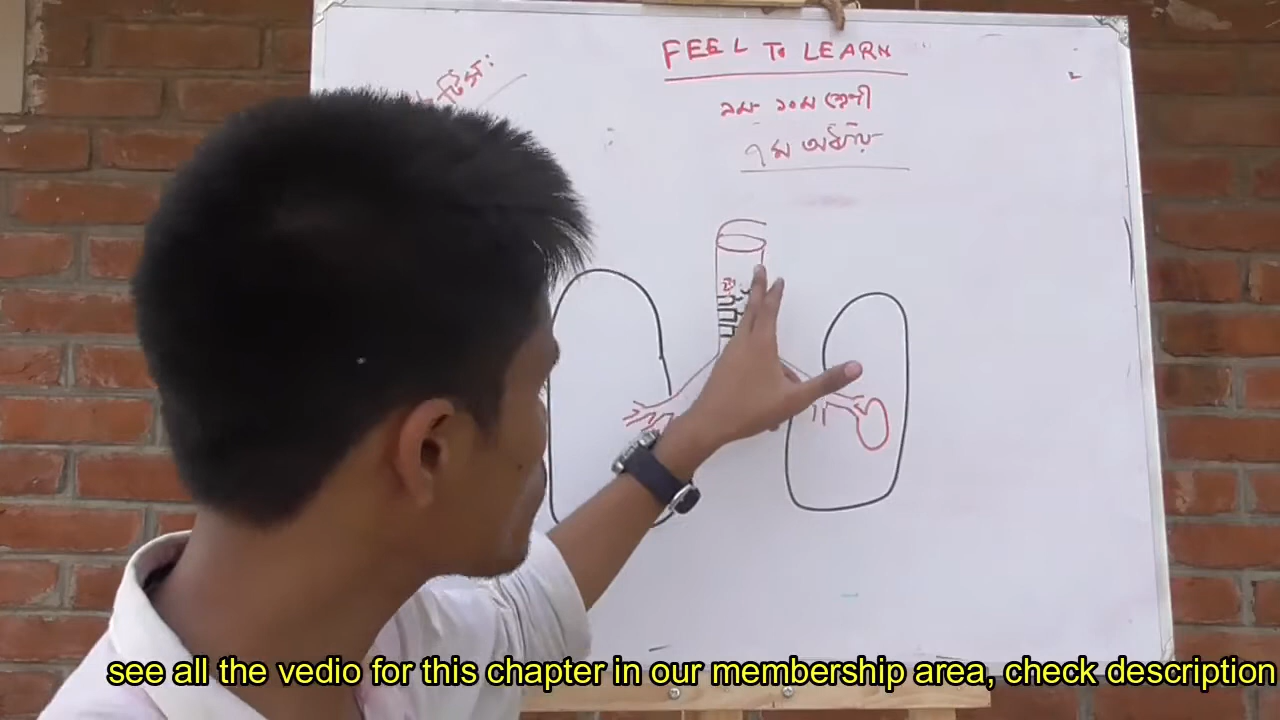 FEEL To LEARN
৯ম- ১০ম শ্রেণী
৭ম অধ্যায়
see all the vedio for this chapter in our membership area, check description